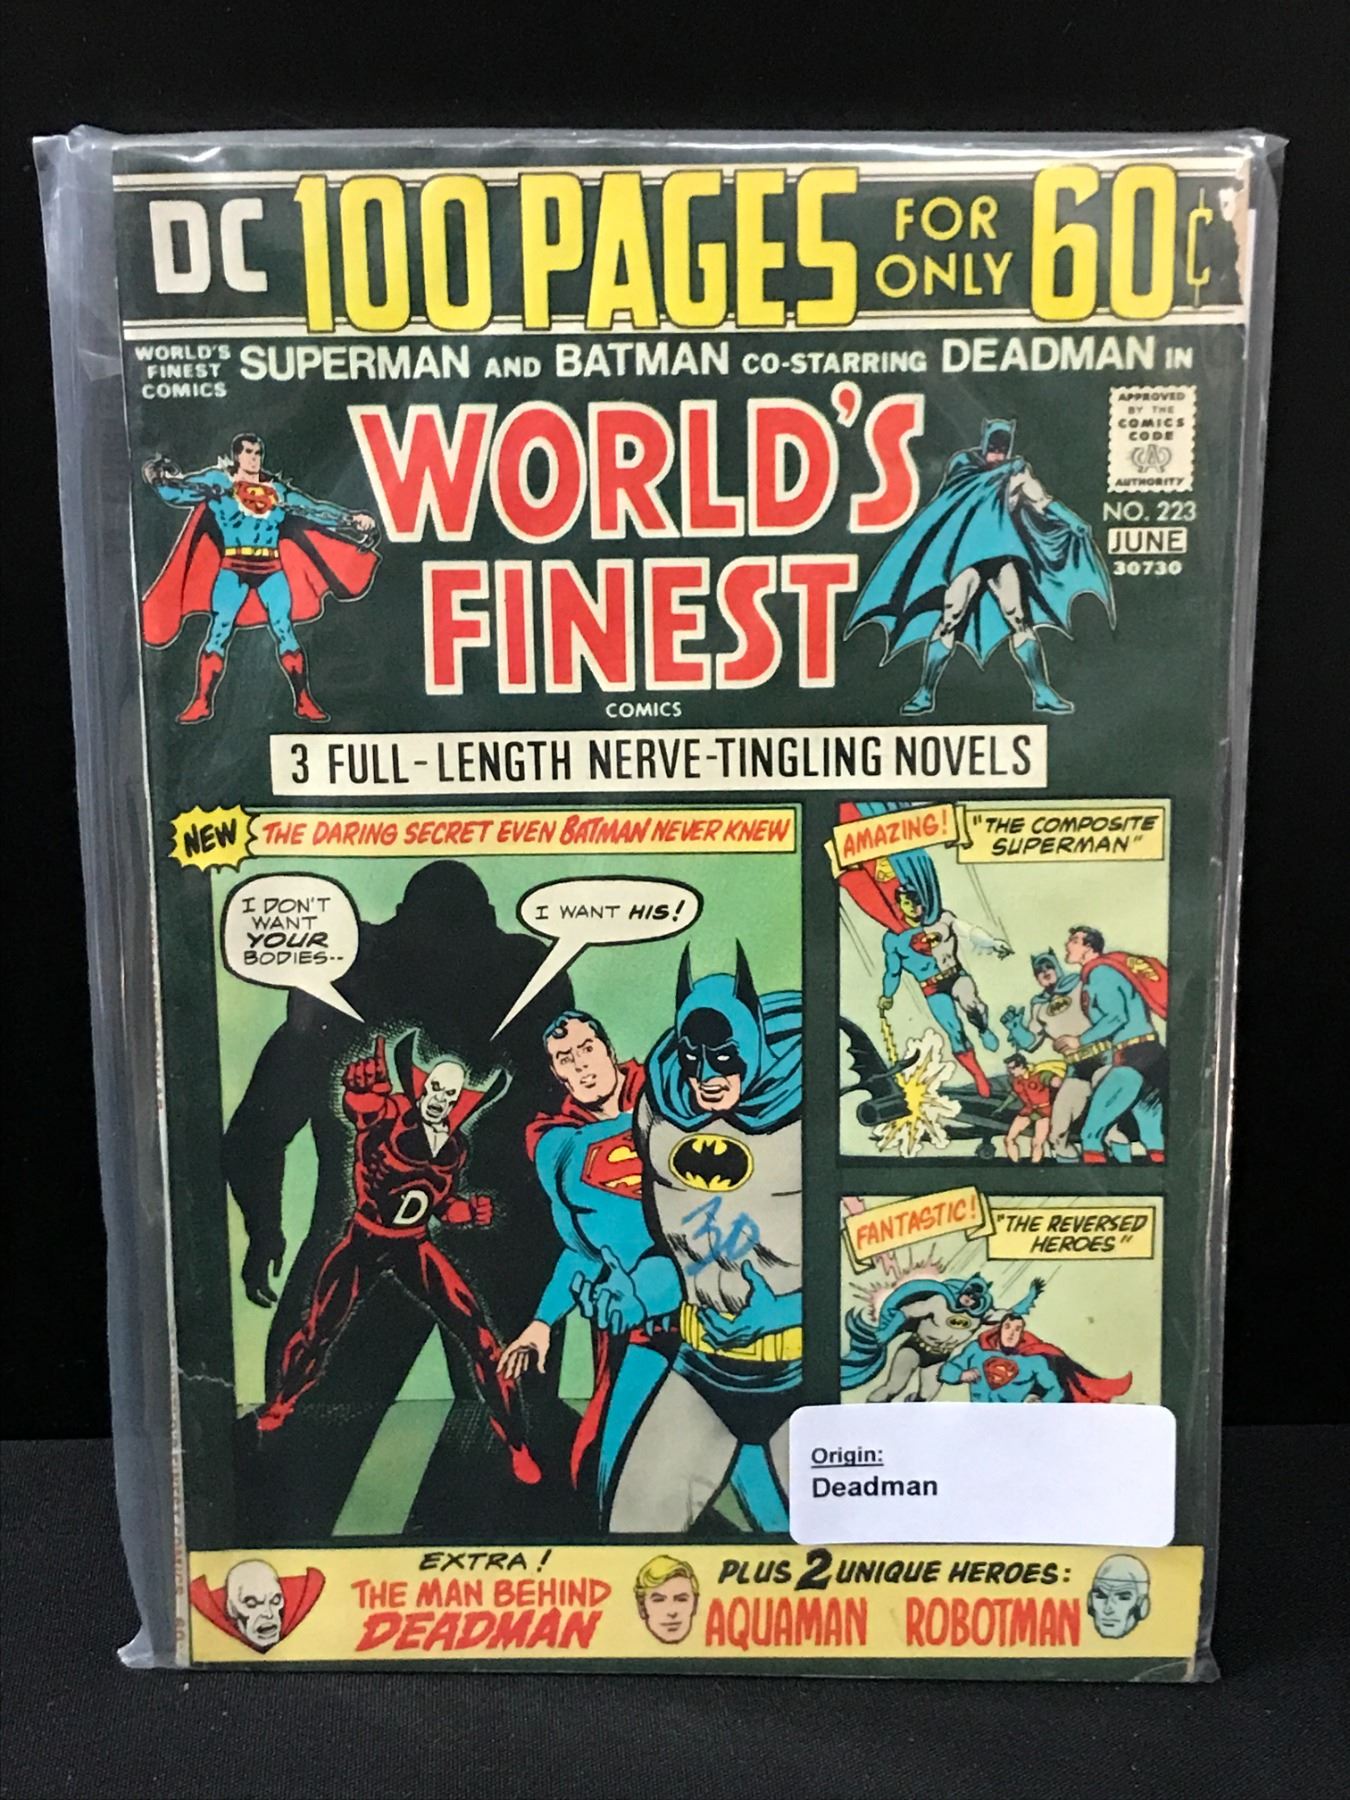 DC 100 PAGES FOR ONLY 60¢
WORLD'S FINEST COMICS
SUPERMAN AND BATMAN CO-STARRING DEADMAN IN
WORLD'S
FINEST
COMICS
APPROVED
BY THE
COMICS
CODE
CA
AUTHORITY
NO. 223
JUNE
30730
3 FULL-LENGTH NERVE-TINGLING NOVELS
NEW
THE DARING SECRET EVEN BATMAN NEVER KNEW
I DON'T
WANT
YOUR
BODIES--
I WANT HIS!
D
30
AMAZING!
"THE COMPOSITE
SUPERMAN"
FANTASTIC!
"THE REVERSED
HEROES"
Origin:
Deadman
EXTRA!
THE MAN BEHIND
DEADMAN
PLUS 2 UNIQUE HEROES:
AQUAMAN ROBOTMAN